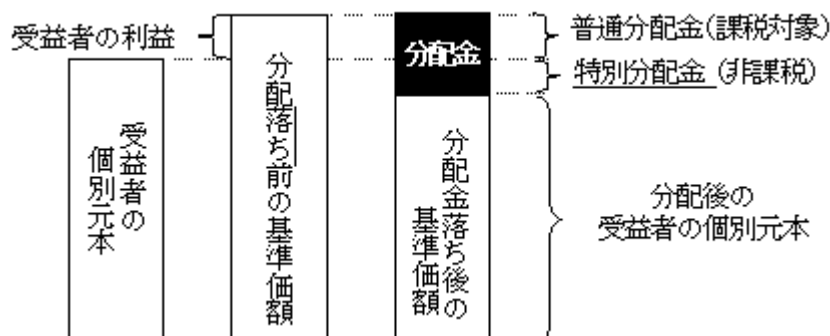 受益者の利益
受益者の
個別元本
分配落ち前の基準価額
分配金
分配金落ち後の
基準価額
普通分配金(課税対象)
特別分配金 (非課税)
分配後の
受益者の個別元本